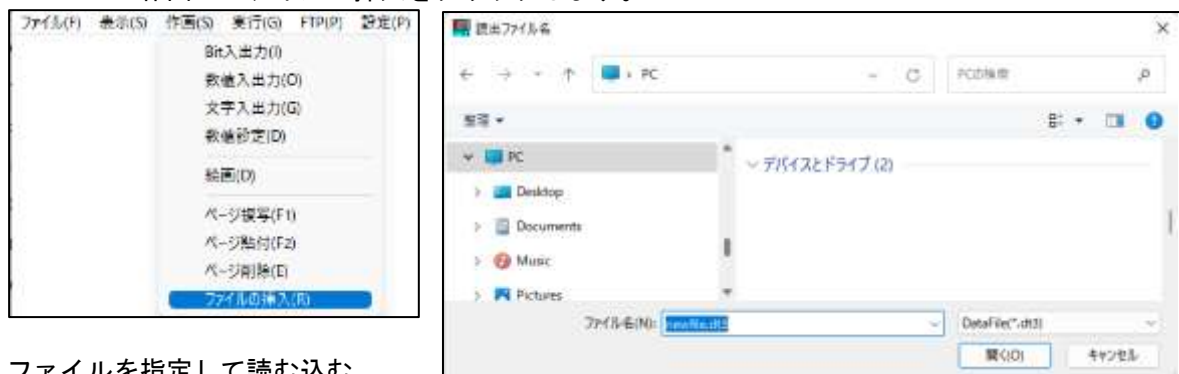 ファイル(F) 表示(S) 作画(S) 実行(G) FTP(P) 設定(P)
Bit入出力(I)
数値入出力(O)
文字入出力(G)
数値設定(D)
絵画(D)
ページ複写(F1)
ページ貼付(F2)
ページ削除(E)
ファイルの挿入(R)
読出ファイル名
PC
PCの検索
整理
PC
Desktop
Documents
Music
Pictures
デバイスとドライブ (2)
ファイル名(N): newfile.dt3
DataFile(*.dt3)
開く(O) キャンセル
ファイルを指定して読む込む